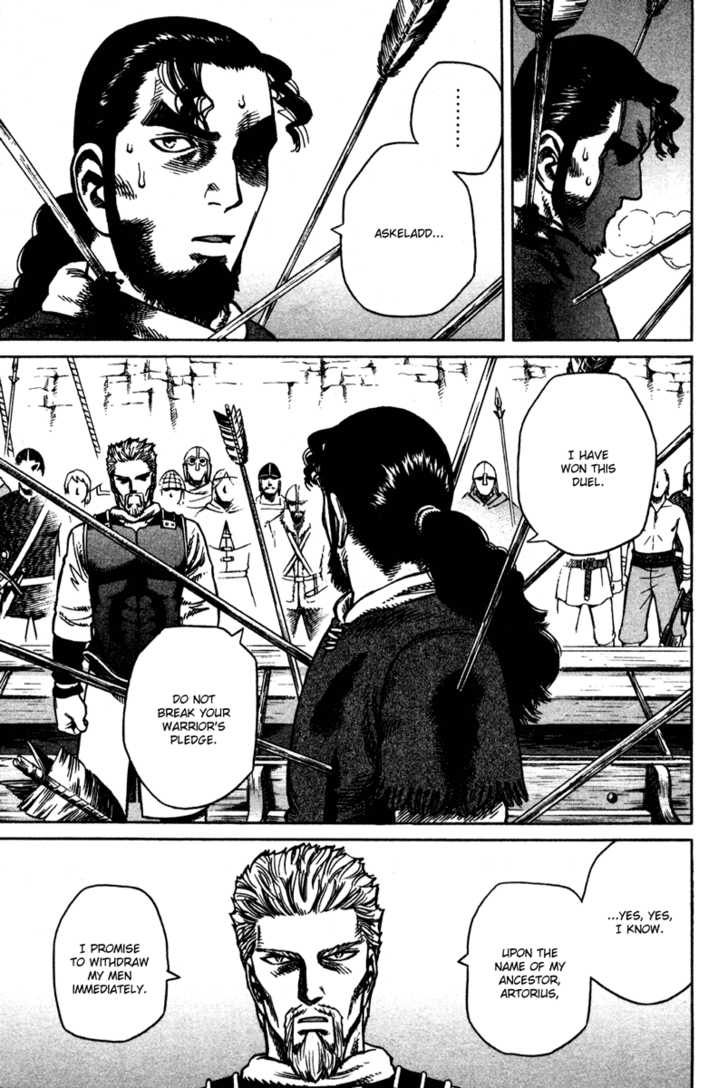 .......
ASKELADD...
I HAVE
WON THIS
DUEL.
DO NOT
BREAK YOUR
WARRIOR'S
PLEDGE.
...YES, YES,
I KNOW.
UPON THE
NAME OF MY
ANCESTOR,
ARTORIUS,
I PROMISE
TO WITHDRAW
MY MEN
IMMEDIATELY.